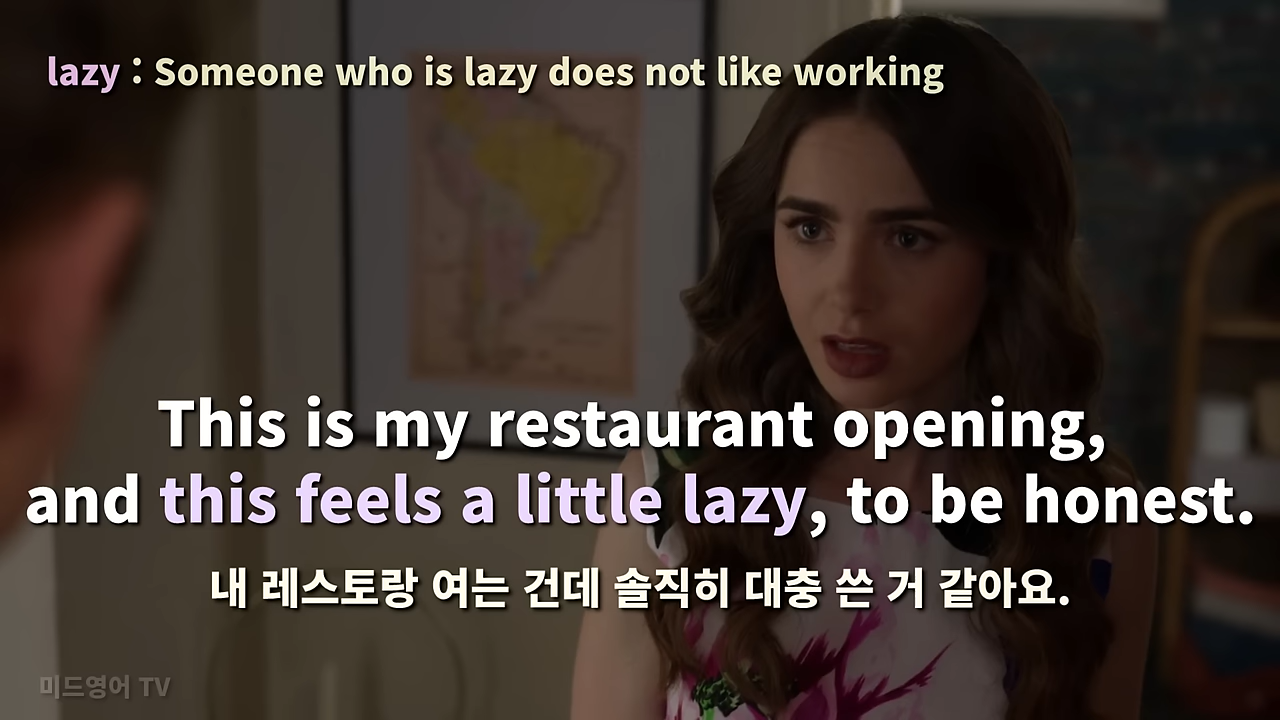 lazy : Someone who is lazy does not like working
This is my restaurant opening,
and this feels a little lazy, to be honest.
내 레스토랑 여는 건데 솔직히 대충 쓴 거 같아요.
미드영어 TV